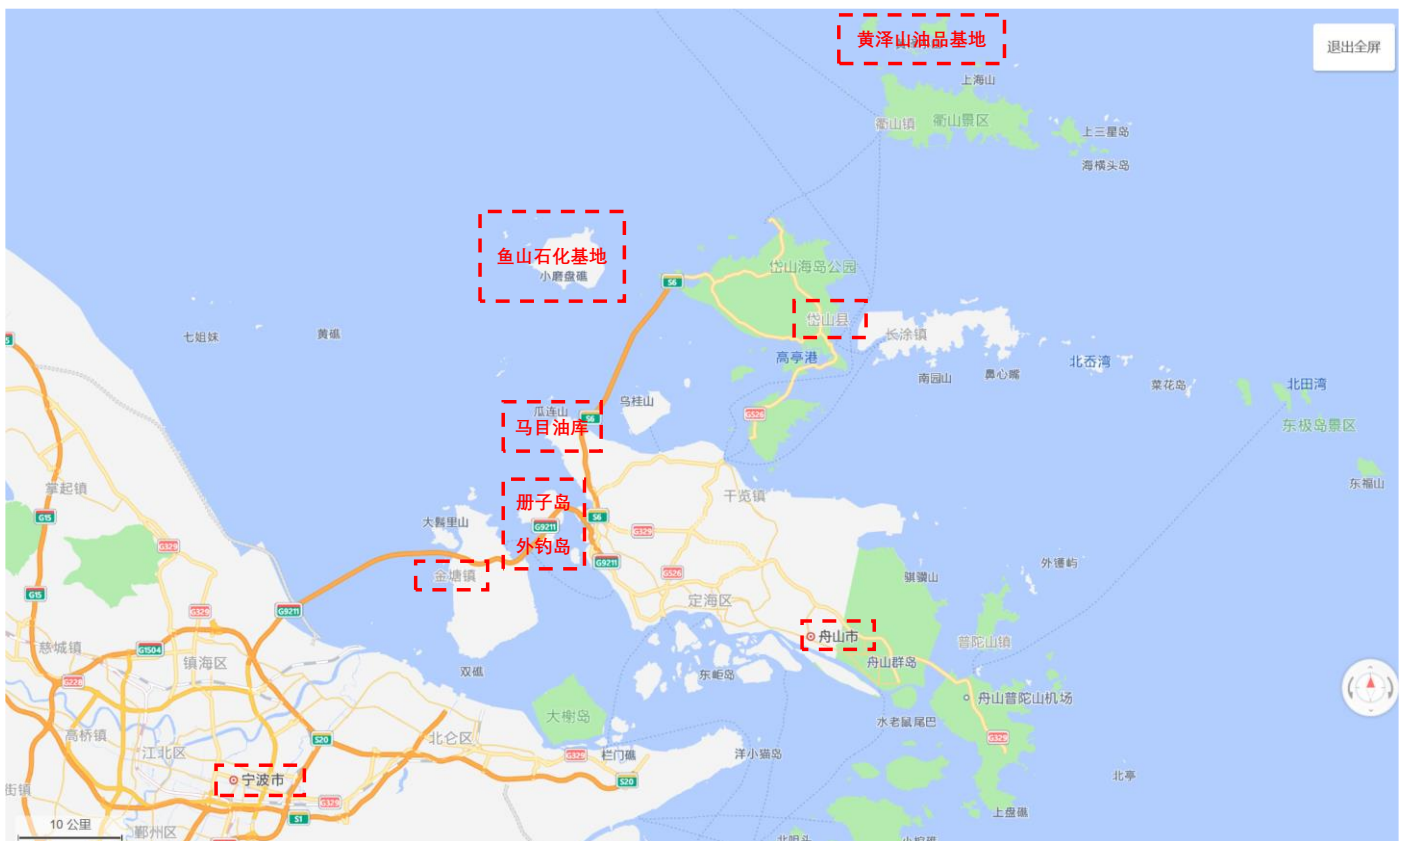 黄泽山油品基地
退出全屏
上海山
衢山镇
衢山景区
上三星岛
海横头岛
鱼山石化基地
小磨盘礁
岱山海岛公园
S6
七姐妹
黄礁
岱山县
长涂镇
高亭港
南园山
鼻心嘴
北岙湾
菜花岛
北田湾
东极岛景区
瓜连山
乌桂山
S6
G526
马目油库
东福山
掌起镇
干览镇
册子岛
G15
大髫里山
G9211
S6
G329
外钓岛
G329
G9211
金塘镇
G526
骐骥山
外镬屿
G15
G329
G9211
定海区
舟山市
普陀山镇
慈城镇
G1504
镇海区
舟山群岛
双礁
东岠岛
G228
舟山普陀山机场
大榭岛
水老鼠尾巴
高桥镇
江北区
S20
北仑区
G329
栏门礁
洋小猫岛
G329
宁波市
S20
北亭
街镇
G329
10 公里
S1
上盘礁
鄞州区